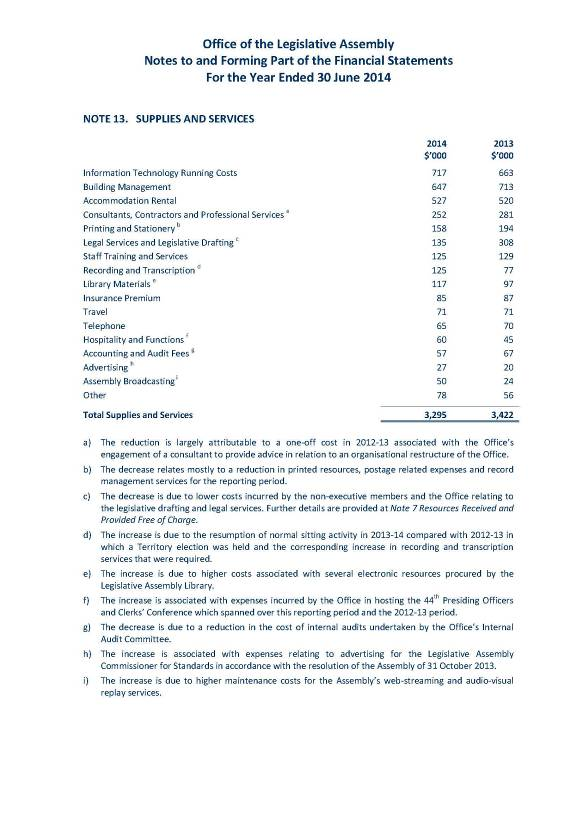 Office of the Legislative Assembly
Notes to and Forming Part of the Financial Statements
For the Year Ended 30 June 2014
NOTE 13. SUPPLIES AND SERVICES
2014 2013
$'000 $'000
Information Technology Running Costs 717 663
Building Management 647 713
Accommodation Rental 527 520
Consultants, Contractors and Professional Services a 252 281
Printing and Stationery b 158 194
Legal Services and Legislative Drafting c 135 308
Staff Training and Services 125 129
Recording and Transcription d 125 77
Library Materials e 117 97
Insurance Premium 85 87
Travel 71 71
Telephone 65 70
Hospitality and Functions f 60 45
Accounting and Audit Fees g 57 67
Advertising h 27 20
Assembly Broadcasting i 50 24
Other 78 56
Total Supplies and Services 3,295 3,422
a) The reduction is largely attributable to a one-off cost in 2012-13 associated with the Office's
engagement of a consultant to provide advice in relation to an organisational restructure of the Office.
b) The decrease relates mostly to a reduction in printed resources, postage related expenses and record
management services for the reporting period.
c) The decrease is due to lower costs incurred by the non-executive members and the Office relating to
the legislative drafting and legal services. Further details are provided at Note 7 Resources Received and
Provided Free of Charge.
d) The increase is due to the resumption of normal sitting activity in 2013-14 compared with 2012-13 in
which a Territory election was held and the corresponding increase in recording and transcription
services that were required.
e) The increase is due to higher costs associated with several electronic resources procured by the
Legislative Assembly Library.
f) The increase is associated with expenses incurred by the Office in hosting the 44th Presiding Officers
and Clerks' Conference which spanned over this reporting period and the 2012-13 period.
g) The decrease is due to a reduction in the cost of internal audits undertaken by the Office's Internal
Audit Committee.
h) The increase is associated with expenses relating to advertising for the Legislative Assembly
Commissioner for Standards in accordance with the resolution of the Assembly of 31 October 2013.
i) The increase is due to higher maintenance costs for the Assembly's web-streaming and audio-visual
replay services.